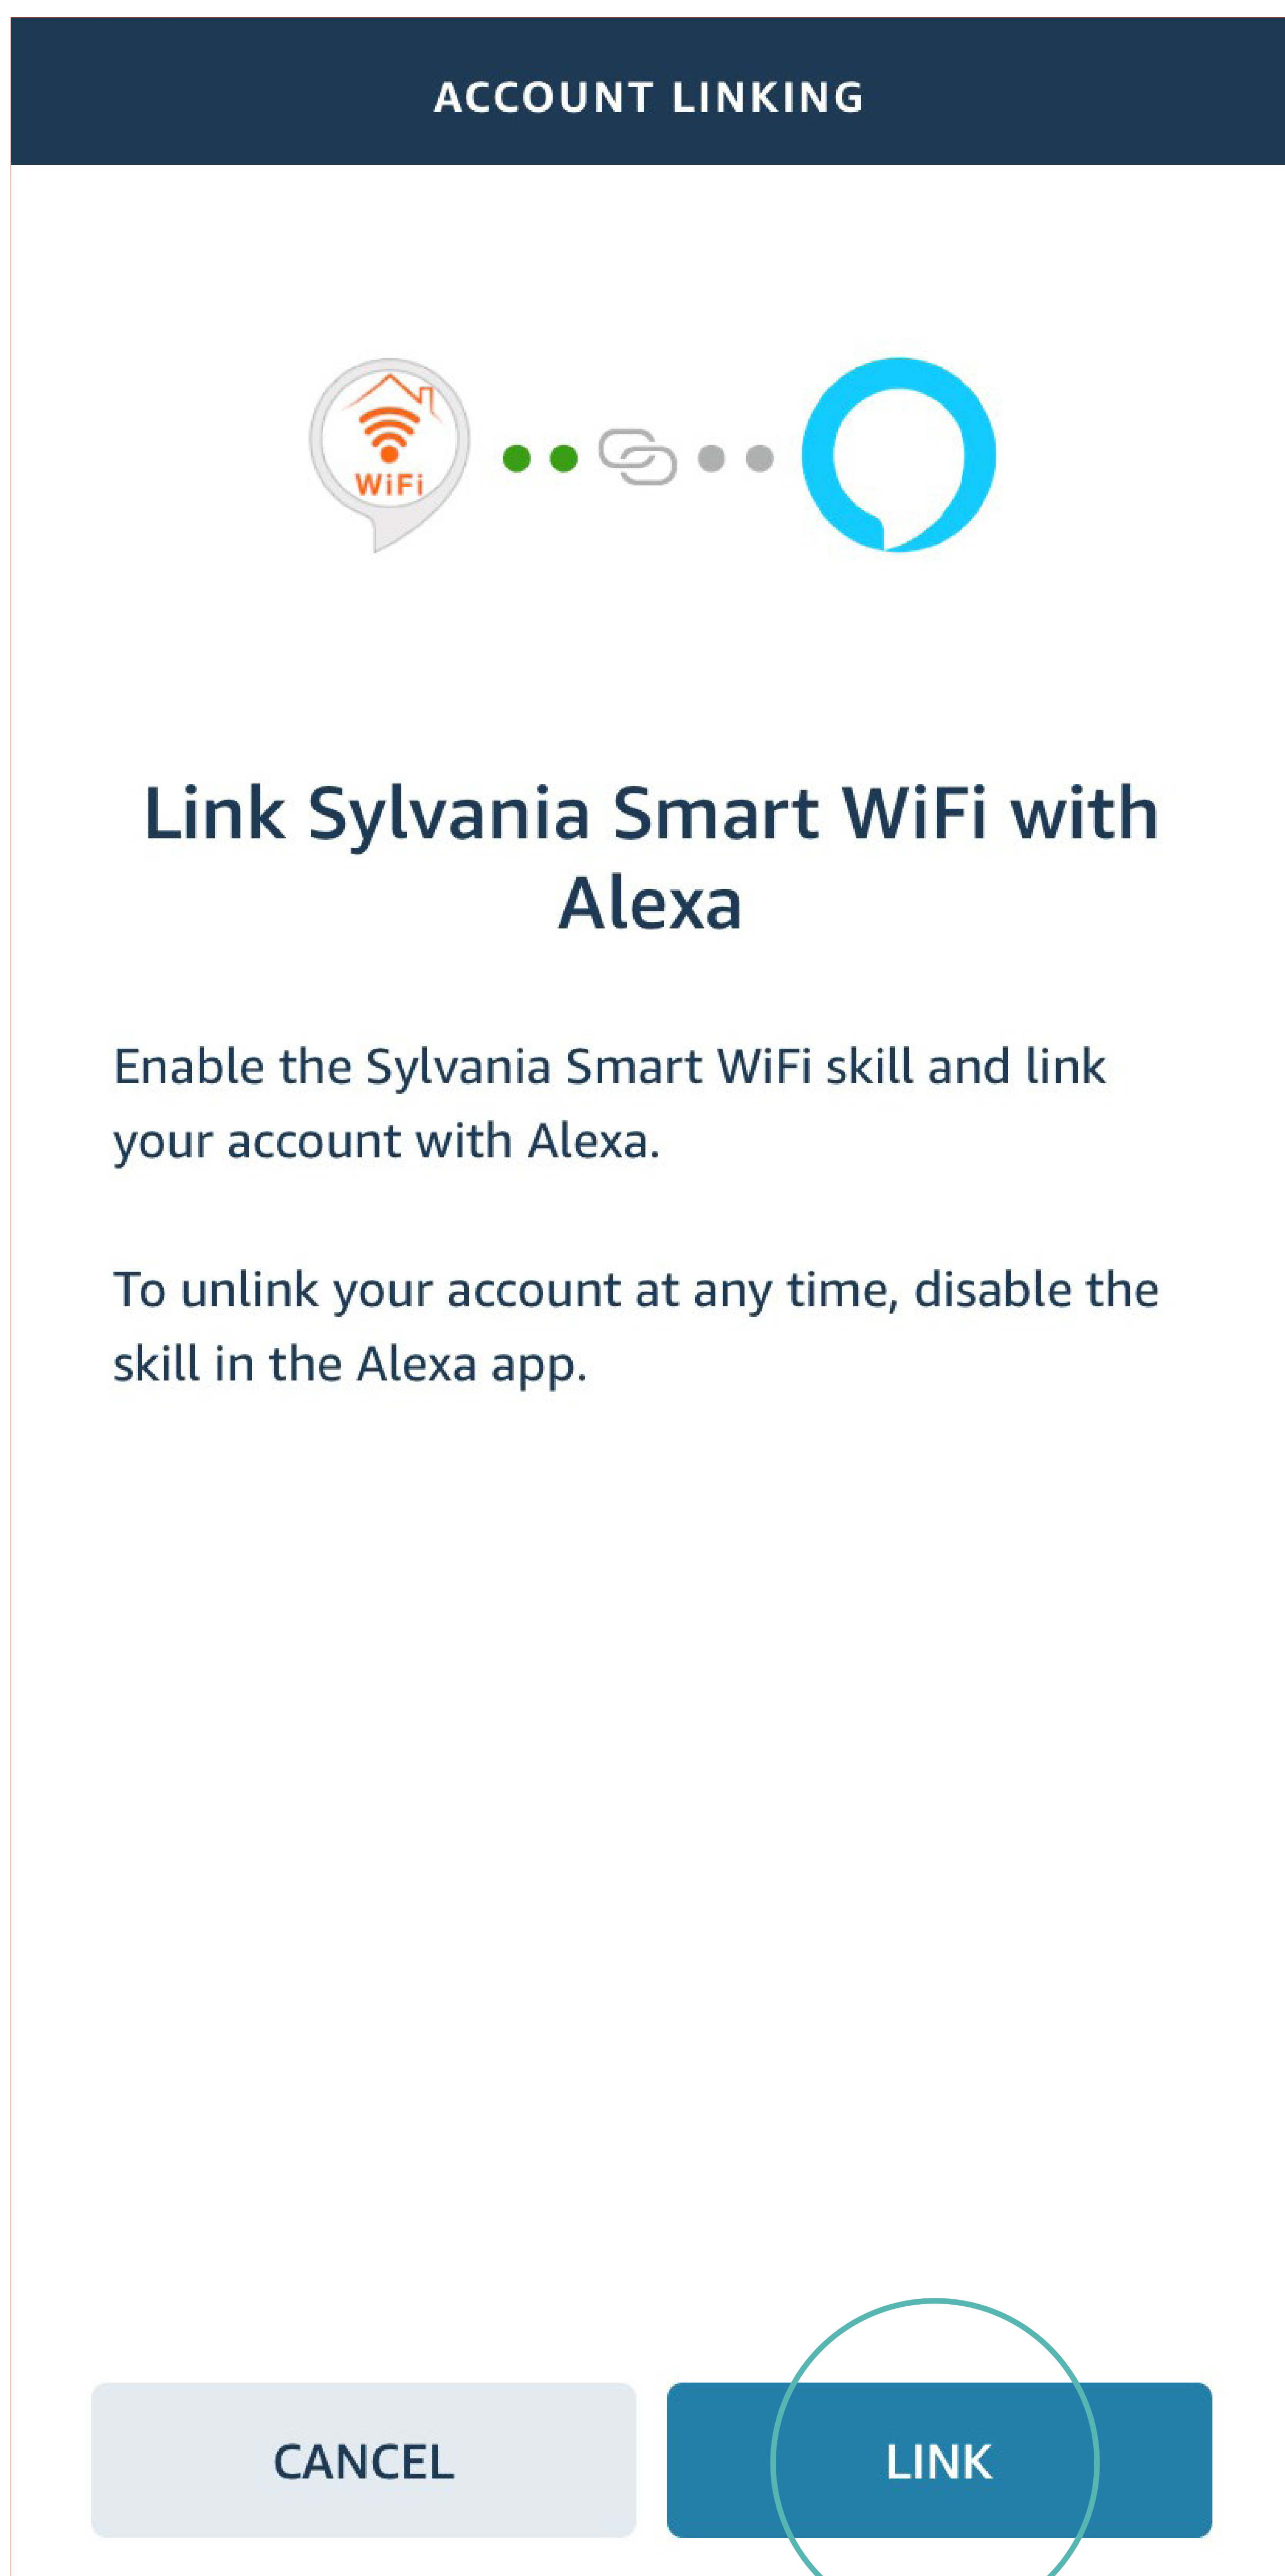 ACCOUNT LINKING
WiFi
Link Sylvania Smart WiFi with
Alexa
Enable the Sylvania Smart WiFi skill and link
your account with Alexa.
To unlink your account at any time, disable the
skill in the Alexa app.
CANCEL
LINK